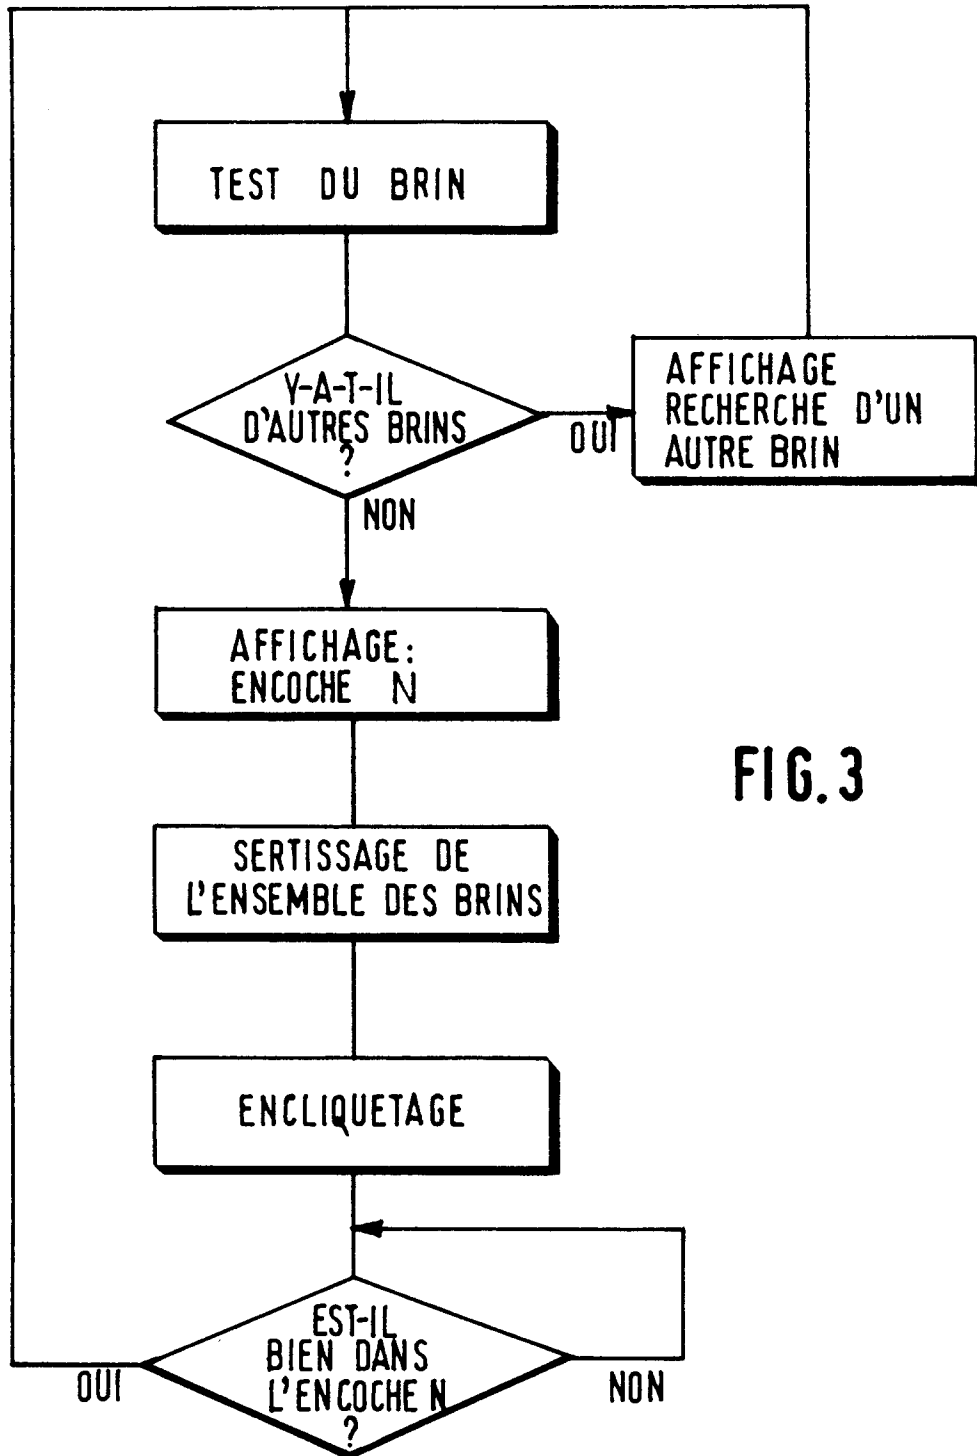 TEST DU BRIN
Y-A-T-IL
D'AUTRES BRINS
?
OUI
AFFICHAGE
RECHERCHE D'UN
AUTRE BRIN
NON
AFFICHAGE:
ENCOCHE N
FIG. 3
SERTISSAGE DE
L'ENSEMBLE DES BRINS
ENCLIQUETAGE
EST-IL
BIEN DANS
L'ENCOCHE N
?
OUI
NON